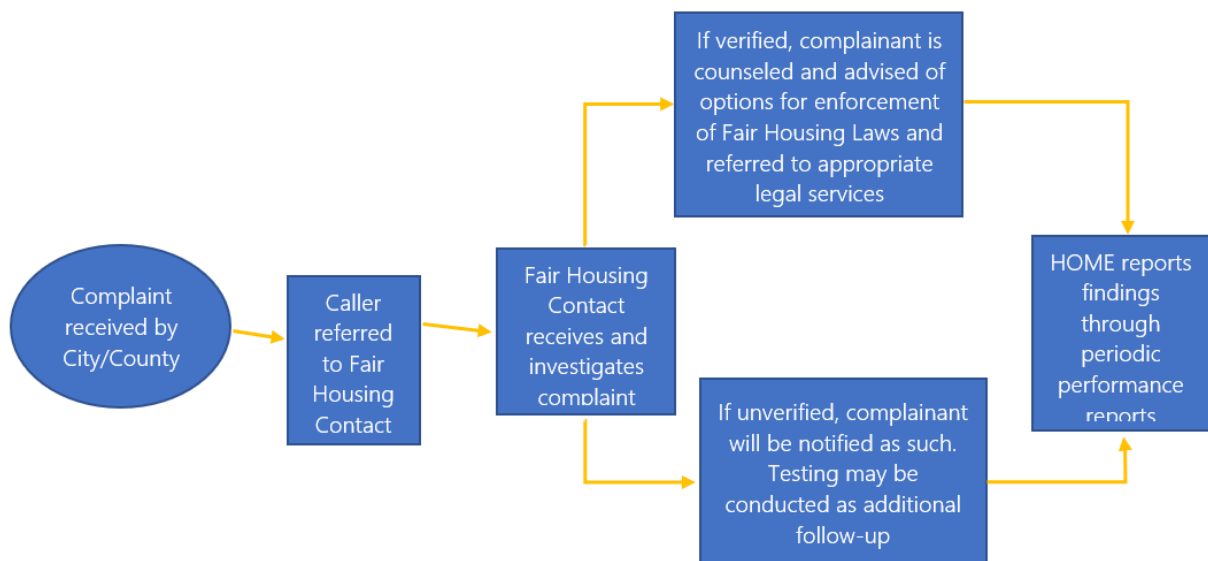 Complaint
received by
City/County
Caller
referred to
to Fair
Housing
Contact
Fair Housing
Contact
receives and
investigates
complaint
If verified, complainant is
counseled and advised of
options for enforcement
of Fair Housing Laws and
referred to appropriate
legal services
If unverified, complainant
will be notified as such.
Testing may be
conducted as additional
follow-up
HOME reports
findings
through
periodic
performance
reports